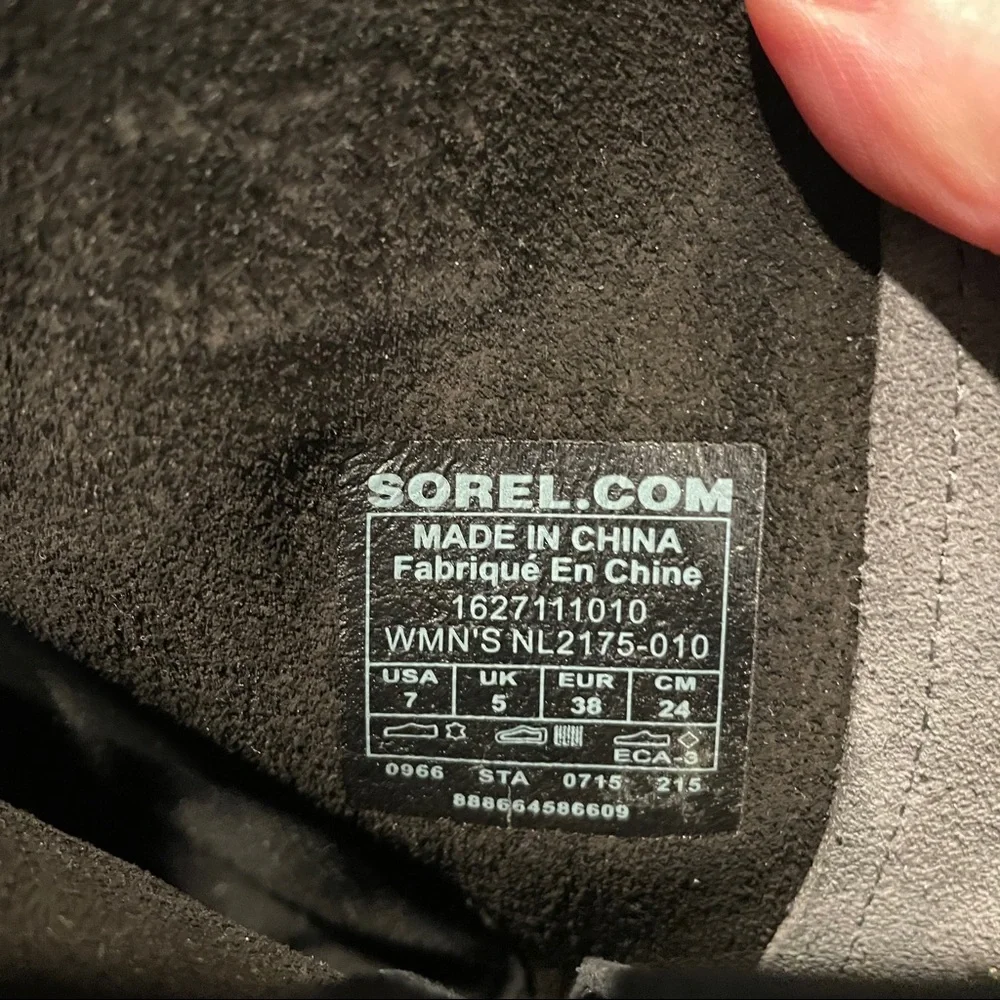 SOREL.COM
MADE IN CHINA
Fabriqué En Chine
1627111010
WMN'S NL2175-010
USA UK EUR CM
7 5 38 24
ECA-3
0966 STA 0715 215
888664586609